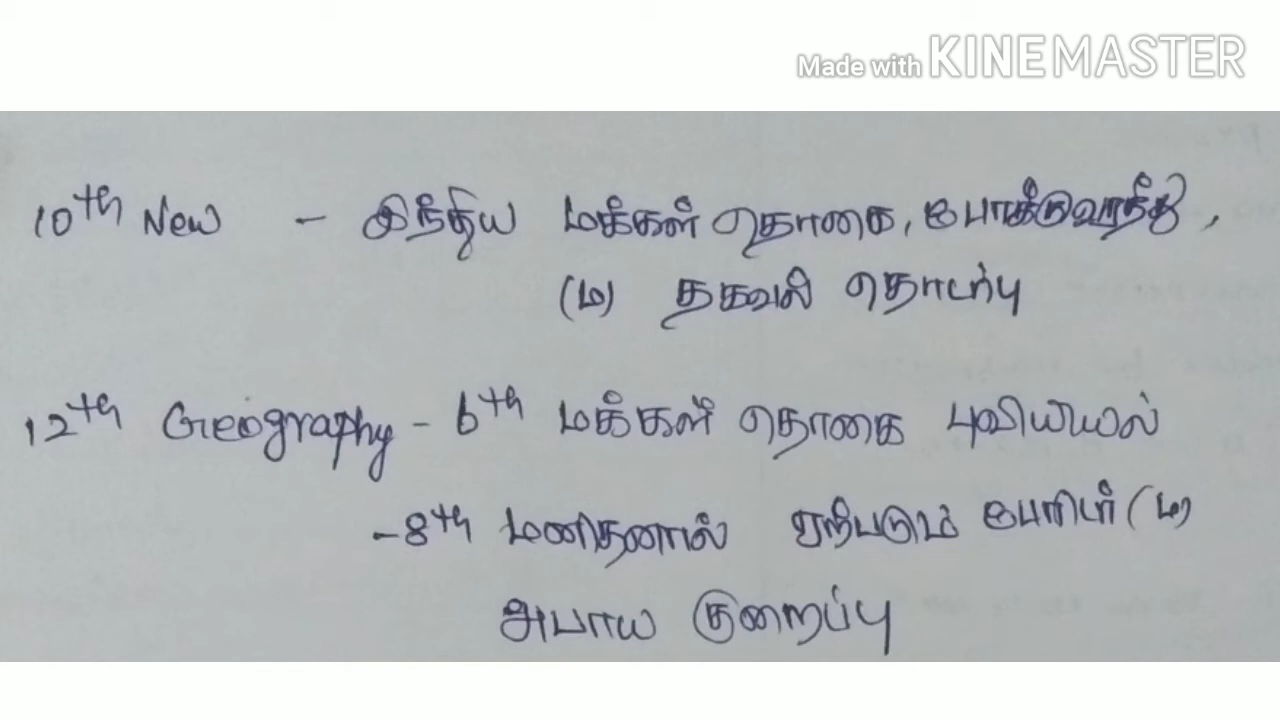 Made with KINEMASTER
10th New - இந்திய மக்கள் தொகை, போக்குவரத்து,
(ம) தகவல் தொடர்பு
12th Geography - 6th மக்கள் தொகை புவியியல்
- 8th மனிதனால் ஏற்படும் பேரிடர் (ம)
அபாய குறைப்பு